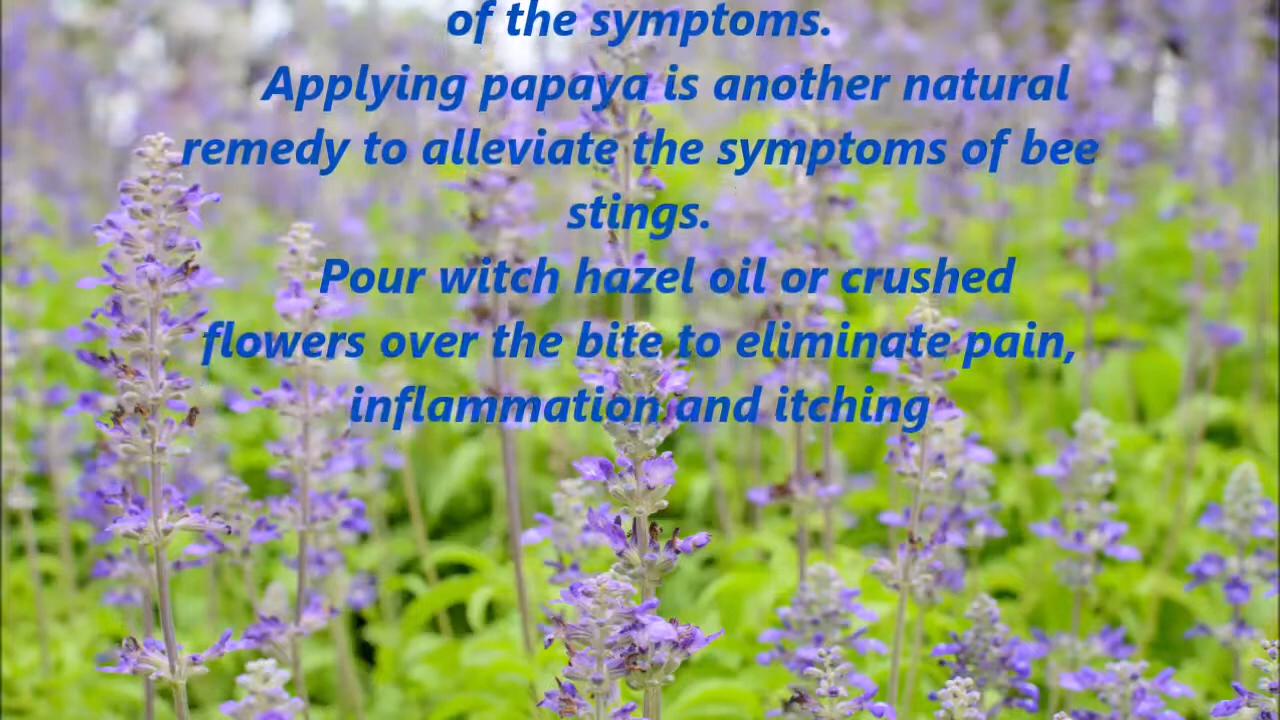 of the symptoms.
Applying papaya is another natural
remedy to alleviate the symptoms of bee
stings.
Pour witch hazel oil or crushed
flowers over the bite to eliminate pain,
inflammation and itching